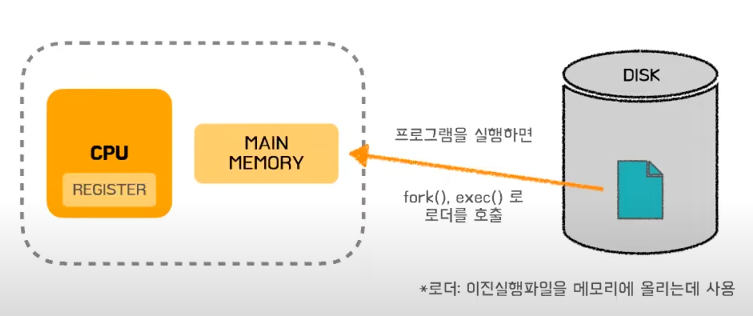 CPU
REGISTER
MAIN
MEMORY
프로그램을 실행하면
fork(), exec() 로
로더를 호출
DISK
*로더: 이진실행파일을 메모리에 올리는데 사용